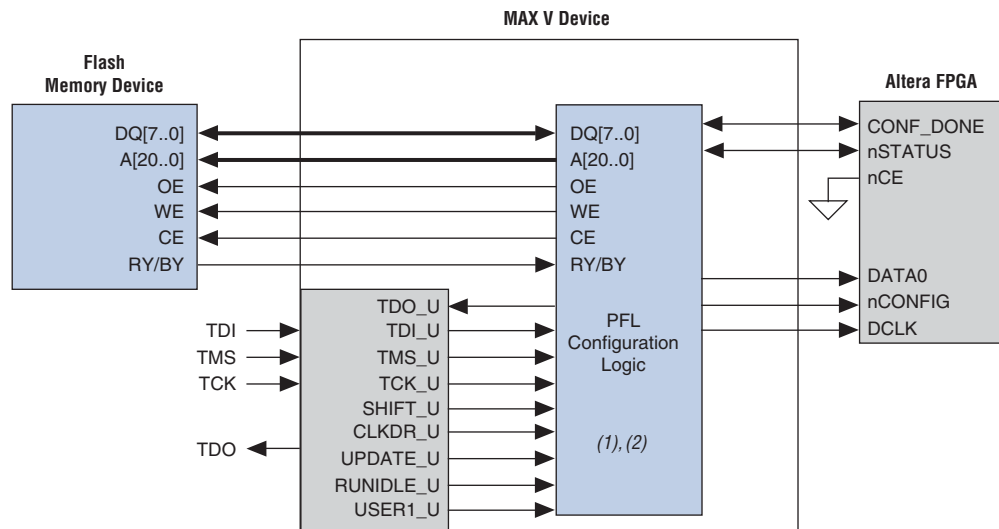 MAX V Device
Flash
Memory Device
Altera FPGA
DQ[7..0]
A[20..0]
OE
WE
CE
RY/BY
DQ[7..0]
A[20..0]
OE
WE
CE
RY/BY
PFL
Configuration
Logic
(1), (2)
CONF_DONE
nSTATUS
nCE
DATA0
nCONFIG
DCLK
TDI
TMS
TCK
TDO
TDO_U
TDI_U
TMS_U
TCK_U
SHIFT_U
CLKDR_U
UPDATE_U
RUNIDLE_U
USER1_U